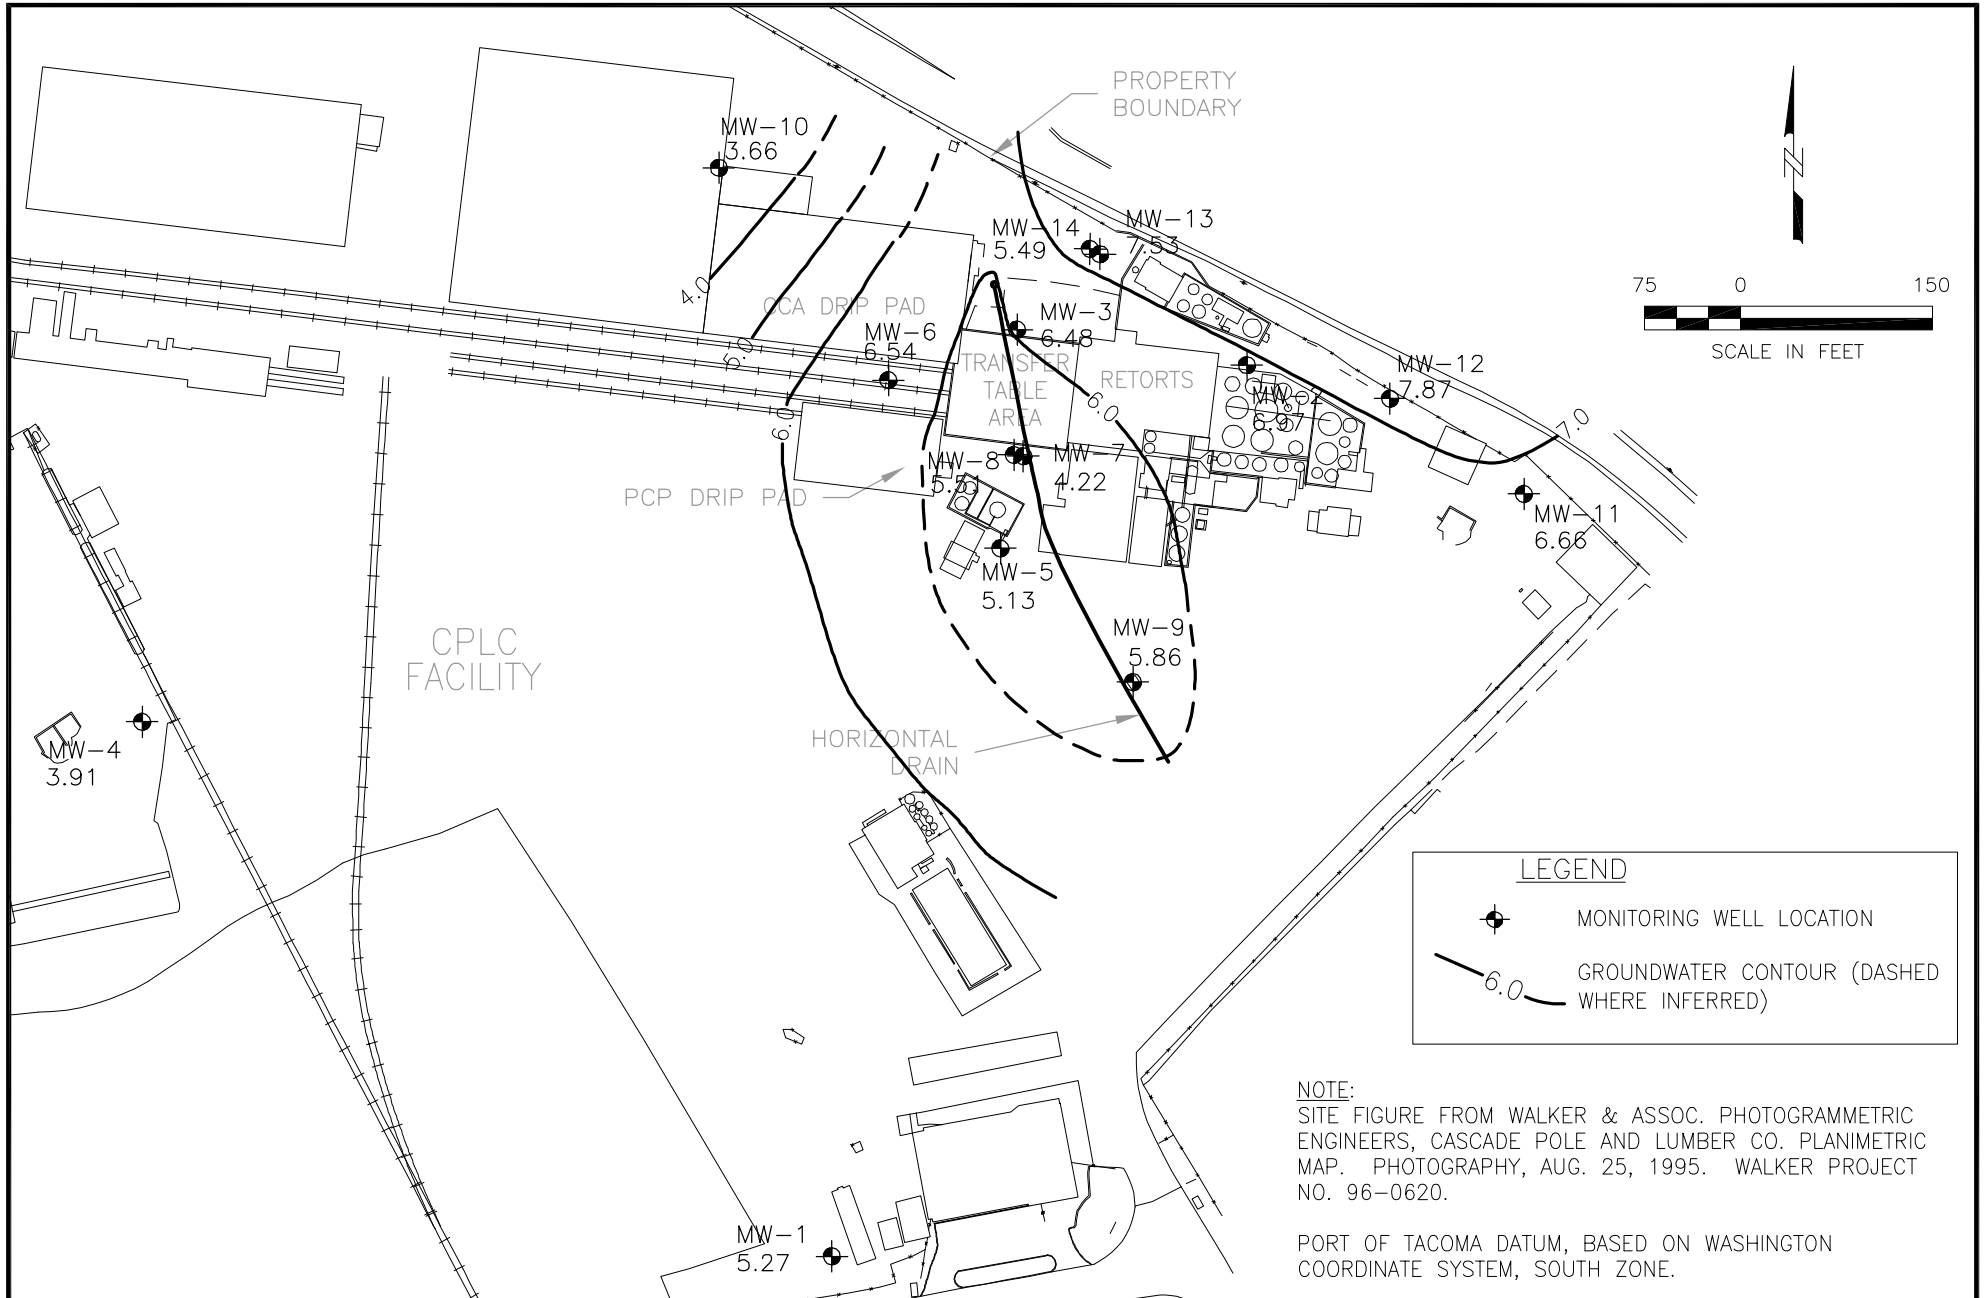 PROPERTY
BOUNDARY
MW-10
3.66
MW-14
5.49
MW-13
7.53
N
75 0 150
SCALE IN FEET
4.0
CCA DRIP PAD
MW-6
6.54
5.0
MW-3
6.48
TRANSFER
TABLE
AREA
RETORTS
6.0
6.0
MW-2
6.97
MW-12
7.87
7.0
MW-8
MW-7
4.22
PCP DRIP PAD
MW-11
6.66
MW-5
5.13
CPLC
FACILITY
MW-9
5.86
HORIZONTAL
DRAIN
MW-4
3.91
LEGEND
MONITORING WELL LOCATION
6.0
GROUNDWATER CONTOUR (DASHED
WHERE INFERRED)
NOTE:
SITE FIGURE FROM WALKER & ASSOC. PHOTOGRAMMETRIC
ENGINEERS, CASCADE POLE AND LUMBER CO. PLANIMETRIC
MAP. PHOTOGRAPHY, AUG. 25, 1995. WALKER PROJECT
NO. 96-0620.
PORT OF TACOMA DATUM, BASED ON WASHINGTON
COORDINATE SYSTEM, SOUTH ZONE.
MW-1
5.27